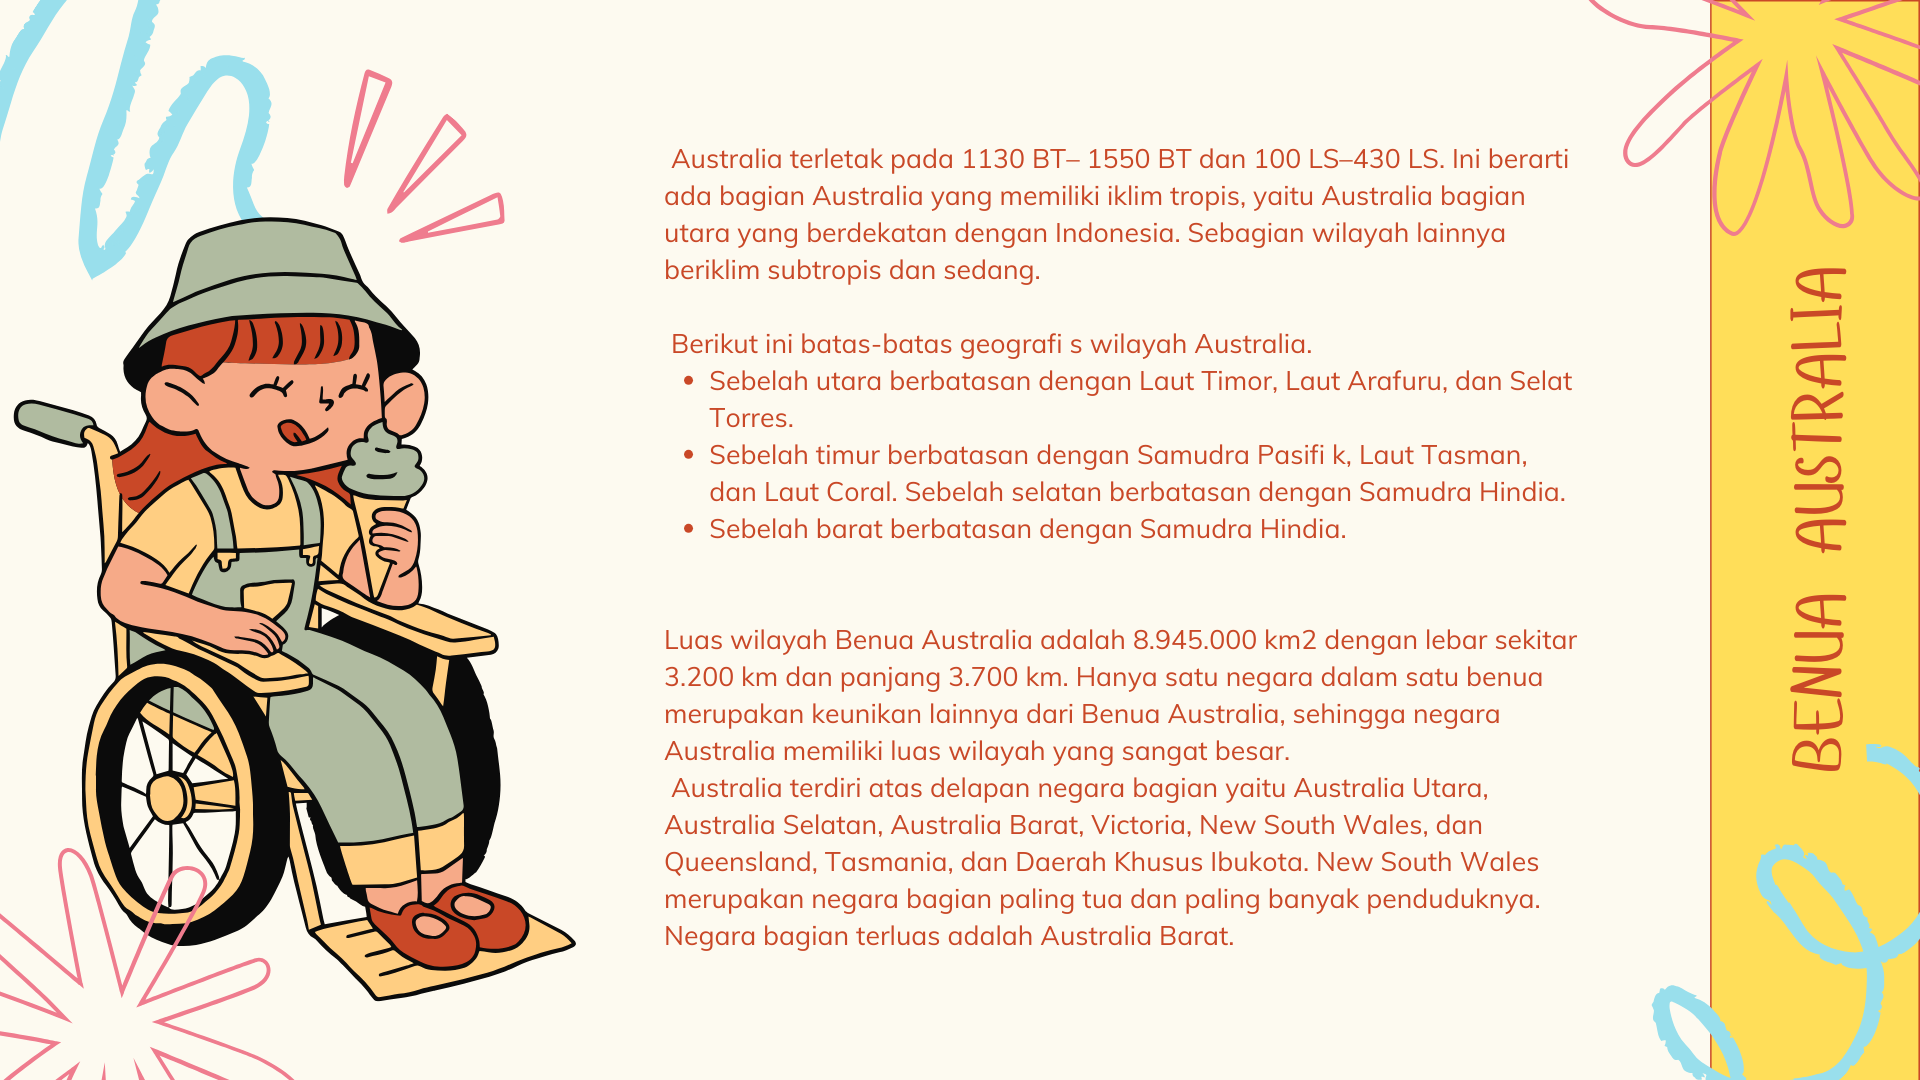 Australia terletak pada 1130 BT– 1550 BT dan 100 LS–430 LS. Ini berarti
ada bagian Australia yang memiliki iklim tropis, yaitu Australia bagian
utara yang berdekatan dengan Indonesia. Sebagian wilayah lainnya
beriklim subtropis dan sedang.
Berikut ini batas-batas geografi s wilayah Australia.
• Sebelah utara berbatasan dengan Laut Timor, Laut Arafuru, dan Selat
Torres.
• Sebelah timur berbatasan dengan Samudra Pasifi k, Laut Tasman,
dan Laut Coral. Sebelah selatan berbatasan dengan Samudra Hindia.
• Sebelah barat berbatasan dengan Samudra Hindia.
Luas wilayah Benua Australia adalah 8.945.000 km2 dengan lebar sekitar
3.200 km dan panjang 3.700 km. Hanya satu negara dalam satu benua
merupakan keunikan lainnya dari Benua Australia, sehingga negara
Australia memiliki luas wilayah yang sangat besar.
Australia terdiri atas delapan negara bagian yaitu Australia Utara,
Australia Selatan, Australia Barat, Victoria, New South Wales, dan
Queensland, Tasmania, dan Daerah Khusus Ibukota. New South Wales
merupakan negara bagian paling tua dan paling banyak penduduknya.
Negara bagian terluas adalah Australia Barat.
BENUA AUSTRALIA